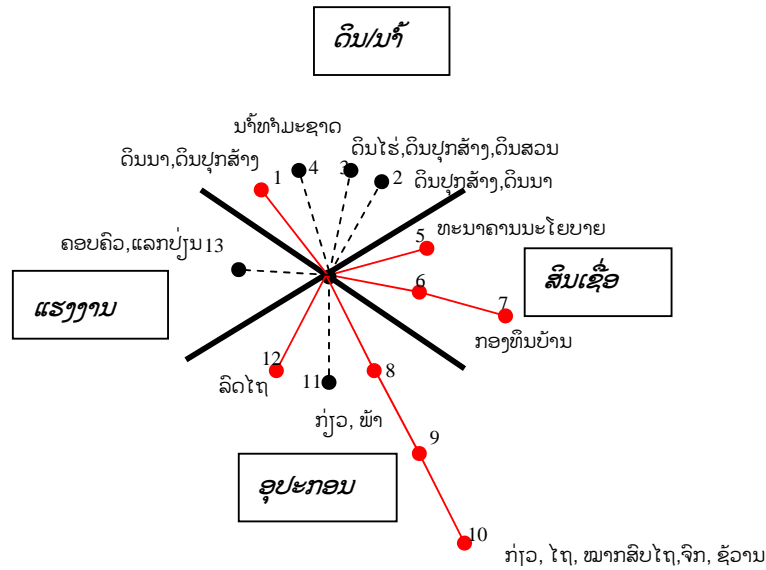 ດິນ/ນ້ຳ
ນ້ຳທຳມະຊາດ
ດິນໄຮ່,ດິນປຸກສ້າງ,ດິນສວນ
ດິນນາ,ດິນປຸກສ້າງ
1
4
3
2
ດິນປຸກສ້າງ,ດິນນາ
ທະນາຄານນະໂຍບາຍ
5
ຄອບຄົວ,ແລກປ່ຽນ 13
6
ສິນເຊື່ອ
7
ແຮງງານ
ກອງທຶນບ້ານ
12
8
ລົດໄຖ
11
ກ່ຽວ, ພ້າ
9
ອຸປະກອນ
10
ກ່ຽວ, ໄຖ, ໝາກສົບໄຖ,ຈົກ, ຊ້ວານ